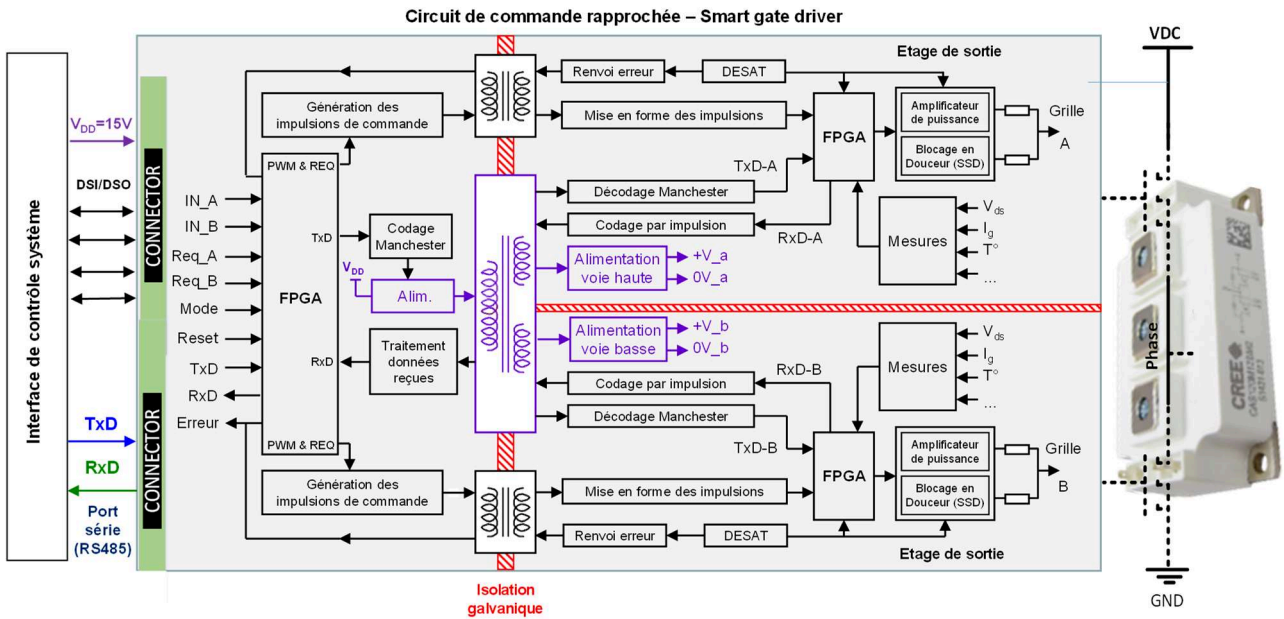 Circuit de commande rapprochée – Smart gate driver
Interface de contrôle système
V_DD=15V
DSI/DSO
TxD
RxD
Port
série
(RS485)
CONNECTOR
CONNECTOR
IN_A
IN_B
Req_A
Req_B
Mode
Reset
TxD
RxD
Erreur
Génération des
impulsions de commande
PWM & REQ
TxD
FPGA
RxD
PWM & REQ
Codage
Manchester
V_DD
Alim.
Traitement
données
reçues
Génération des
impulsions de commande
Renvoi erreur
DESAT
Mise en forme des impulsions
TxD-A
Décodage Manchester
Codage par impulsion
RxD-A
Alimentation
voie haute
+V_a
0V_a
FPGA
Etage de sortie
Amplificateur
de puissance
Blocage en
Douceur (SSD)
Grille
A
Mesures
V_ds
I_g
T°
...
Alimentation
voie basse
+V_b
0V_b
RxD-B
Codage par impulsion
Décodage Manchester
TxD-B
Mesures
V_ds
I_g
T°
...
FPGA
Amplificateur
de puissance
Blocage en
Douceur (SSD)
Grille
B
Mise en forme des impulsions
Renvoi erreur
DESAT
Etage de sortie
Isolation
galvanique
VDC
Phase
CREE
GND